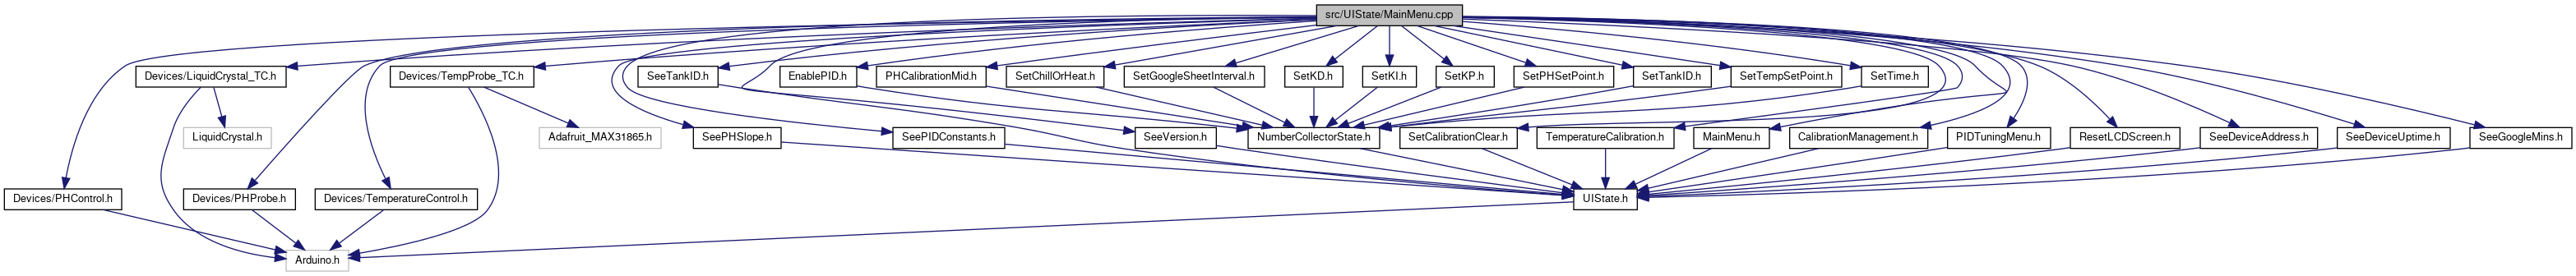 src/UIState/MainMenu.cpp
Devices/LiquidCrystal_TC.h
Devices/TempProbe_TC.h
SeeTankID.h
EnablePID.h
PHCalibrationMid.h
SetChillOrHeat.h
SetGoogleSheetInterval.h
SetKD.h
SetKI.h
SetKP.h
SetPHSetPoint.h
SetTankID.h
SetTempSetPoint.h
SetTime.h
LiquidCrystal.h
Adafruit_MAX31865.h
SeePHSlope.h
SeePIDConstants.h
SeeVersion.h
NumberCollectorState.h
SetCalibrationClear.h
TemperatureCalibration.h
MainMenu.h
CalibrationManagement.h
PIDTuningMenu.h
ResetLCDScreen.h
SeeDeviceAddress.h
SeeDeviceUptime.h
SeeGoogleMins.h
Devices/PHControl.h
Devices/PHProbe.h
Devices/TemperatureControl.h
UIState.h
Arduino.h